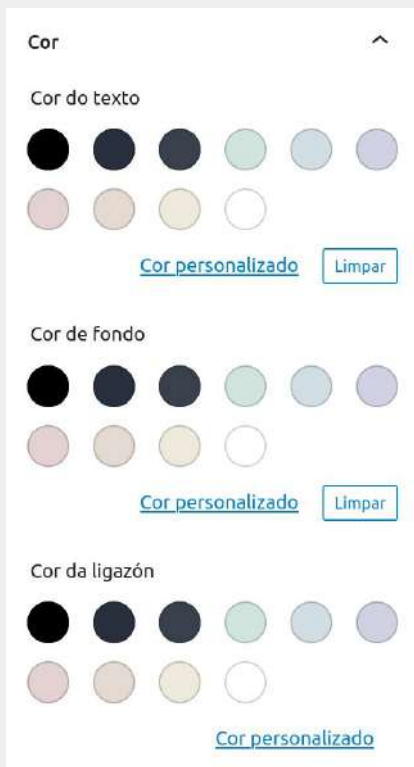 Cor
Cor do texto
Cor personalizado Limpar
Cor de fondo
Cor personalizado Limpar
Cor da ligazón
Cor personalizado